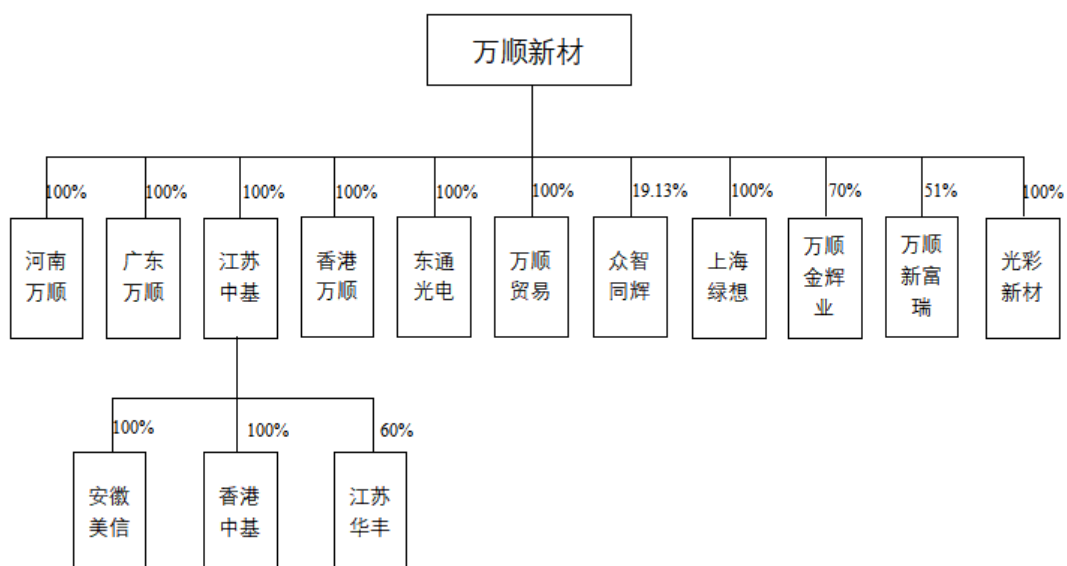 万顺新材
100% 100% 100% 100% 100% 100% 19.13% 100% 70% 51% 100%
河南
万顺
广东
万顺
江苏
中基
香港
万顺
东通
光电
万顺
贸易
众智
同辉
上海
绿想
万顺
金辉
业
万顺
新富
瑞
光彩
新材
100% 100% 60%
安徽
美信
香港
中基
江苏
华丰